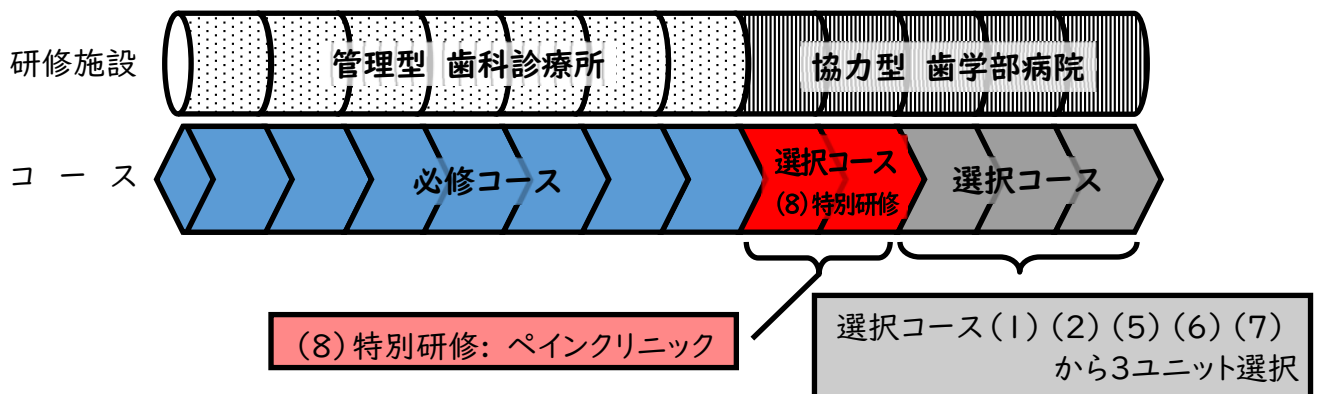 研修施設
管理型 歯科診療所
協力型 歯学部病院
コース
必修コース
選択コース
(8)特別研修
選択コース
(8)特別研修: ペインクリニック
選択コース(1)(2)(5)(6)(7)
から3ユニット選択